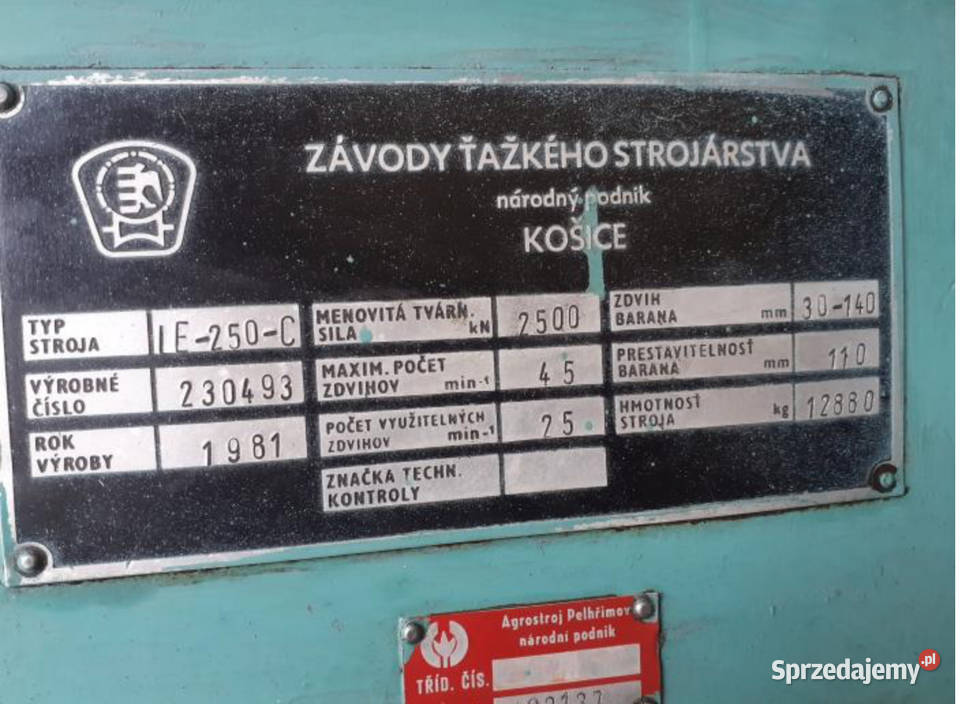 ZÁVODY ŤAŽKÉHO STROJÁRSTVA
národný podnik
KOŠICE
TYP
STROJA
IE-250-C
VÝROBNÉ
ČÍSLO
230493
ROK
VÝROBY
1981
MENOVITÁ TVÁRN.
SILA kN
2500
MAXIM. POČET
ZDVIHOV min-1
45
POČET VYUŽITELNÝCH
ZDVIHOV min-1
25
ZNAČKA TECHN.
KONTROLY
ZDVIH
BARANA mm
30-140
PRESTAVITELNOSŤ
BARANA mm
110
HMOTNOSŤ
STROJA kg
12880
Agrostroj Pelhřimov
národní podnik
TŘÍD. ČÍS.
Sprzedajemy.pl